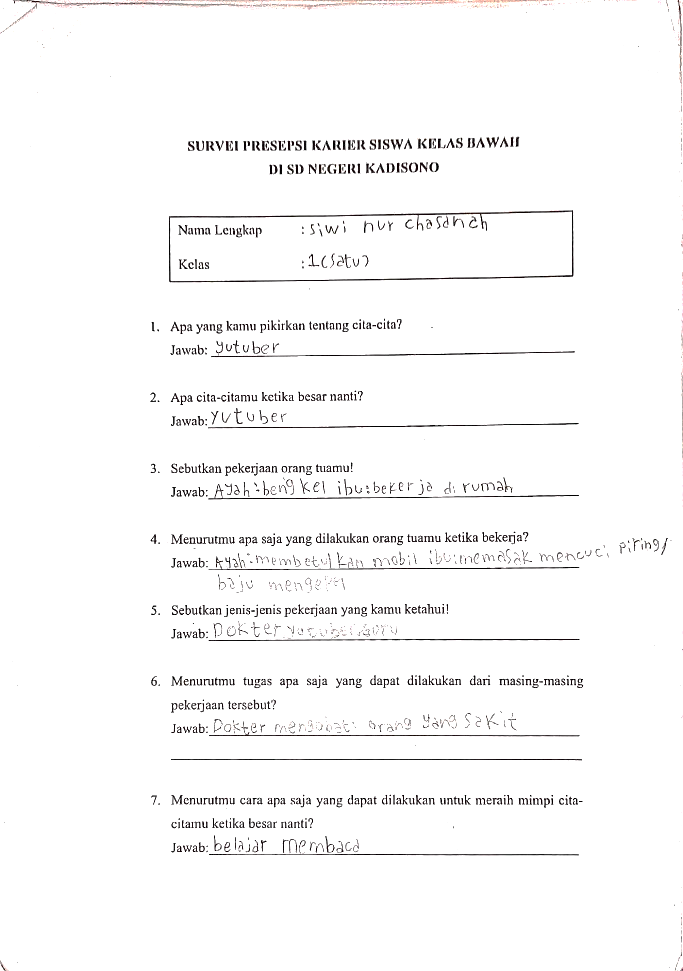 SURVEI PRESEPSI KARIER SISWA KELAS BAWAH
DI SD NEGERI KADISONO
Nama Lengkap : siwi nur chasanah
Kelas : 1 (satu)
1. Apa yang kamu pikirkan tentang cita-cita?
Jawab: yutuber
2. Apa cita-citamu ketika besar nanti?
Jawab: yutuber
3. Sebutkan pekerjaan orang tuamu!
Jawab: Ayah:bengkel ibu:bekerja di rumah
4. Menurutmu apa saja yang dilakukan orang tuamu ketika bekerja?
Jawab: Ayah:membetulkan mobil ibu:memasak mencuci piring/
baju
5. Sebutkan jenis-jenis pekerjaan yang kamu ketahui!
Jawab: Dokter yutuber guru
6. Menurutmu tugas apa saja yang dapat dilakukan dari masing-masing
pekerjaan tersebut?
Jawab: Dokter mengobati orang yang sakit
7. Menurutmu cara apa saja yang dapat dilakukan untuk meraih mimpi cita-
citamu ketika besar nanti?
Jawab: belajar membaca